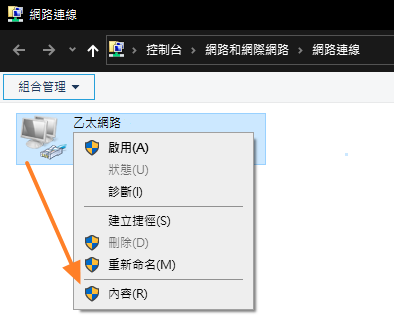 網路連線
控制台 › 網路和網際網路 › 網路連線
組合管理
乙太網路
啟用(A)
狀態(U)
診斷(I)
建立捷徑(S)
刪除(D)
重新命名(M)
內容(R)